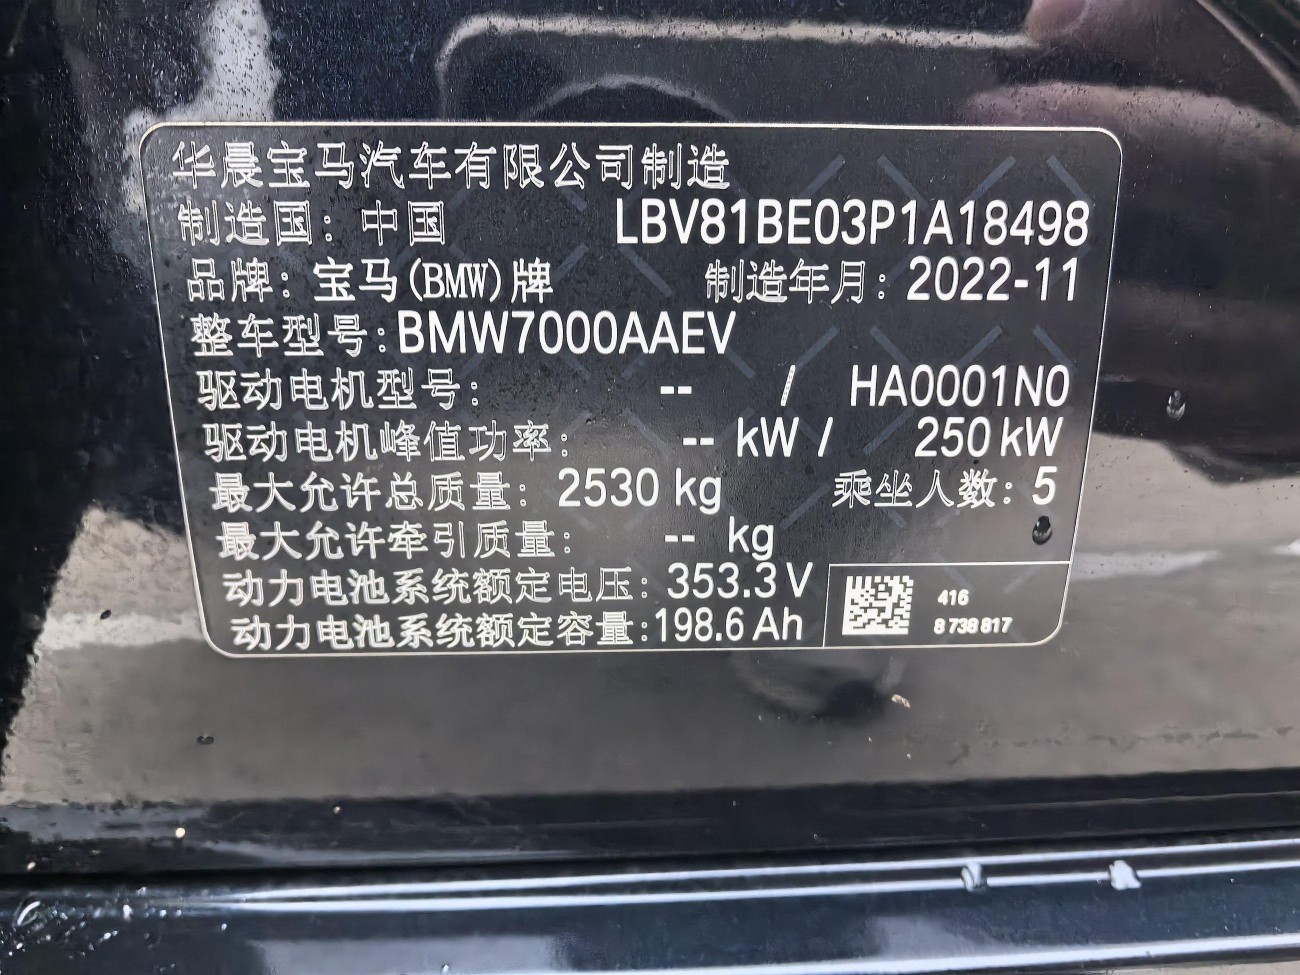 华晨宝马汽车有限公司制造
制造国：中国 LBV81BE03P1A18498
品牌：宝马(BMW)牌 制造年月：2022-11
整车型号：BMW7000AAEV
驱动电机型号： -- / HA0001N0
驱动电机峰值功率： -- kW / 250 kW
最大允许总质量：2530 kg 乘坐人数：5
最大允许牵引质量： -- kg
动力电池系统额定电压：353.3 V
动力电池系统额定容量：198.6 Ah
416
8 738 817